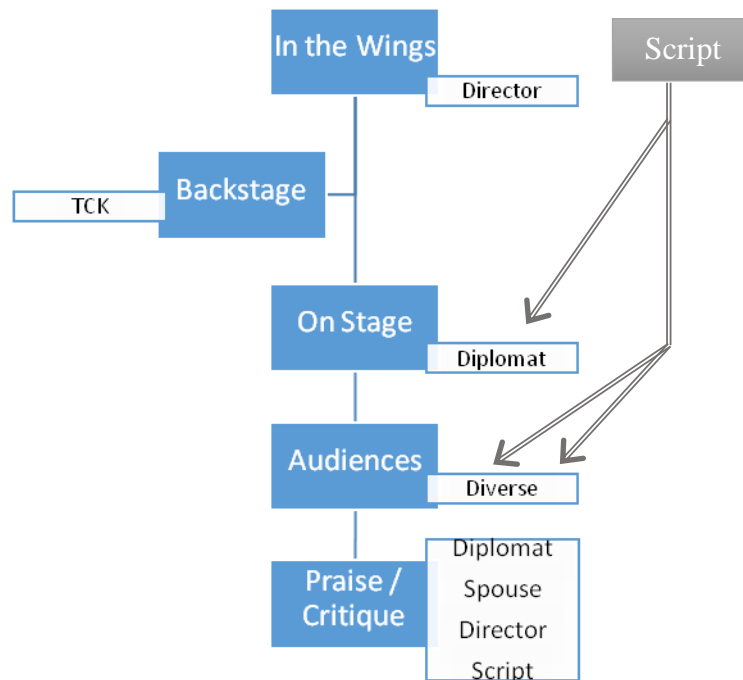 In the Wings
Script
Director
Backstage
TCK
On Stage
Diplomat
Audiences
Diverse
Praise /
Critique
Diplomat
Spouse
Director
Script